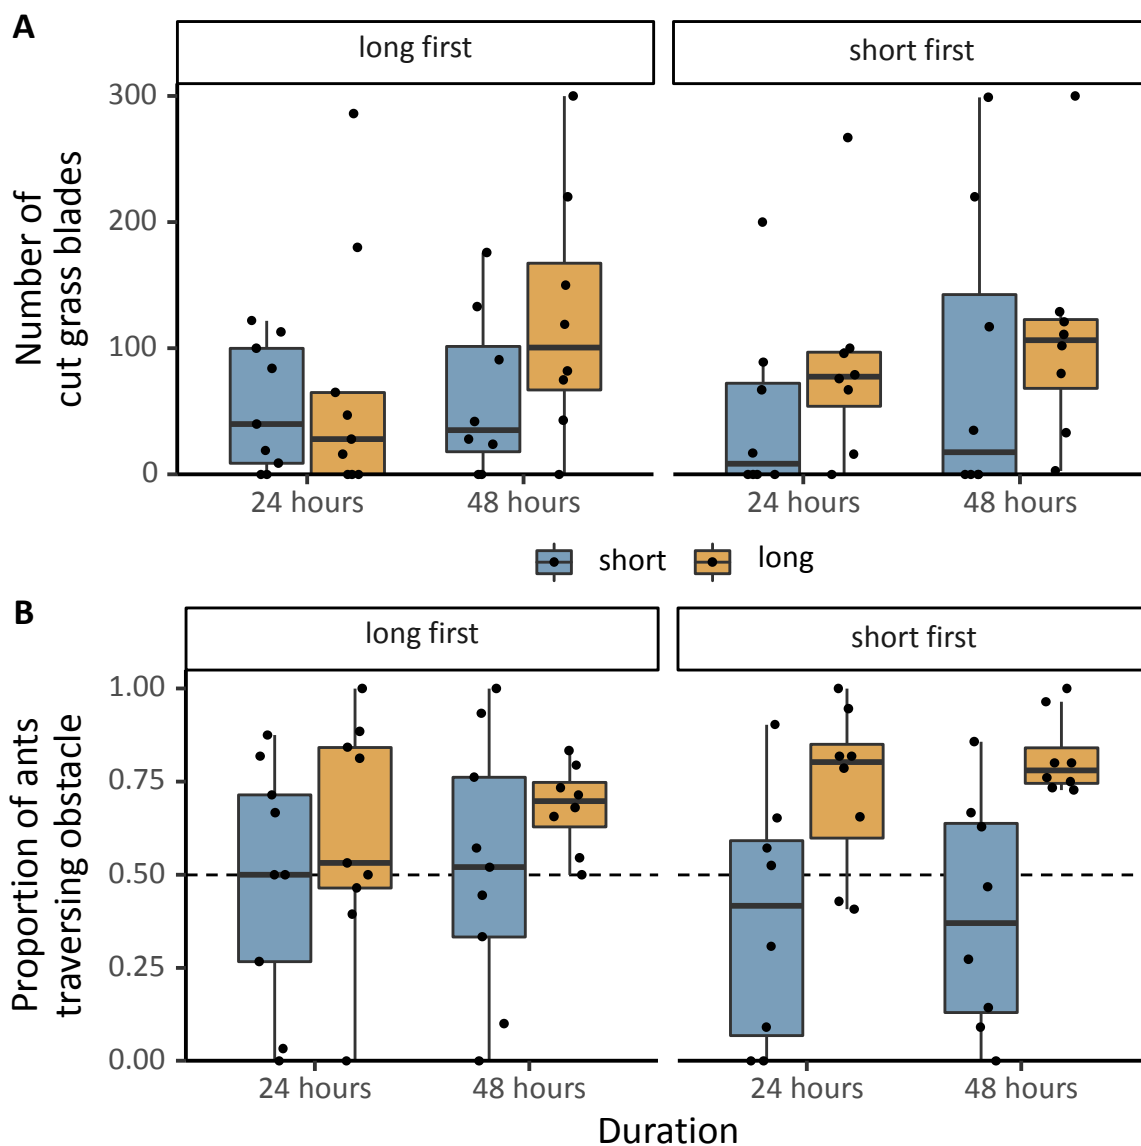 A
long first
short first
Number of
cut grass blades
300
200
100
0
24 hours
48 hours
24 hours
48 hours
short
long
B
long first
short first
Proportion of ants
traversing obstacle
1.00
0.75
0.50
0.25
0.00
24 hours
48 hours
24 hours
48 hours
Duration